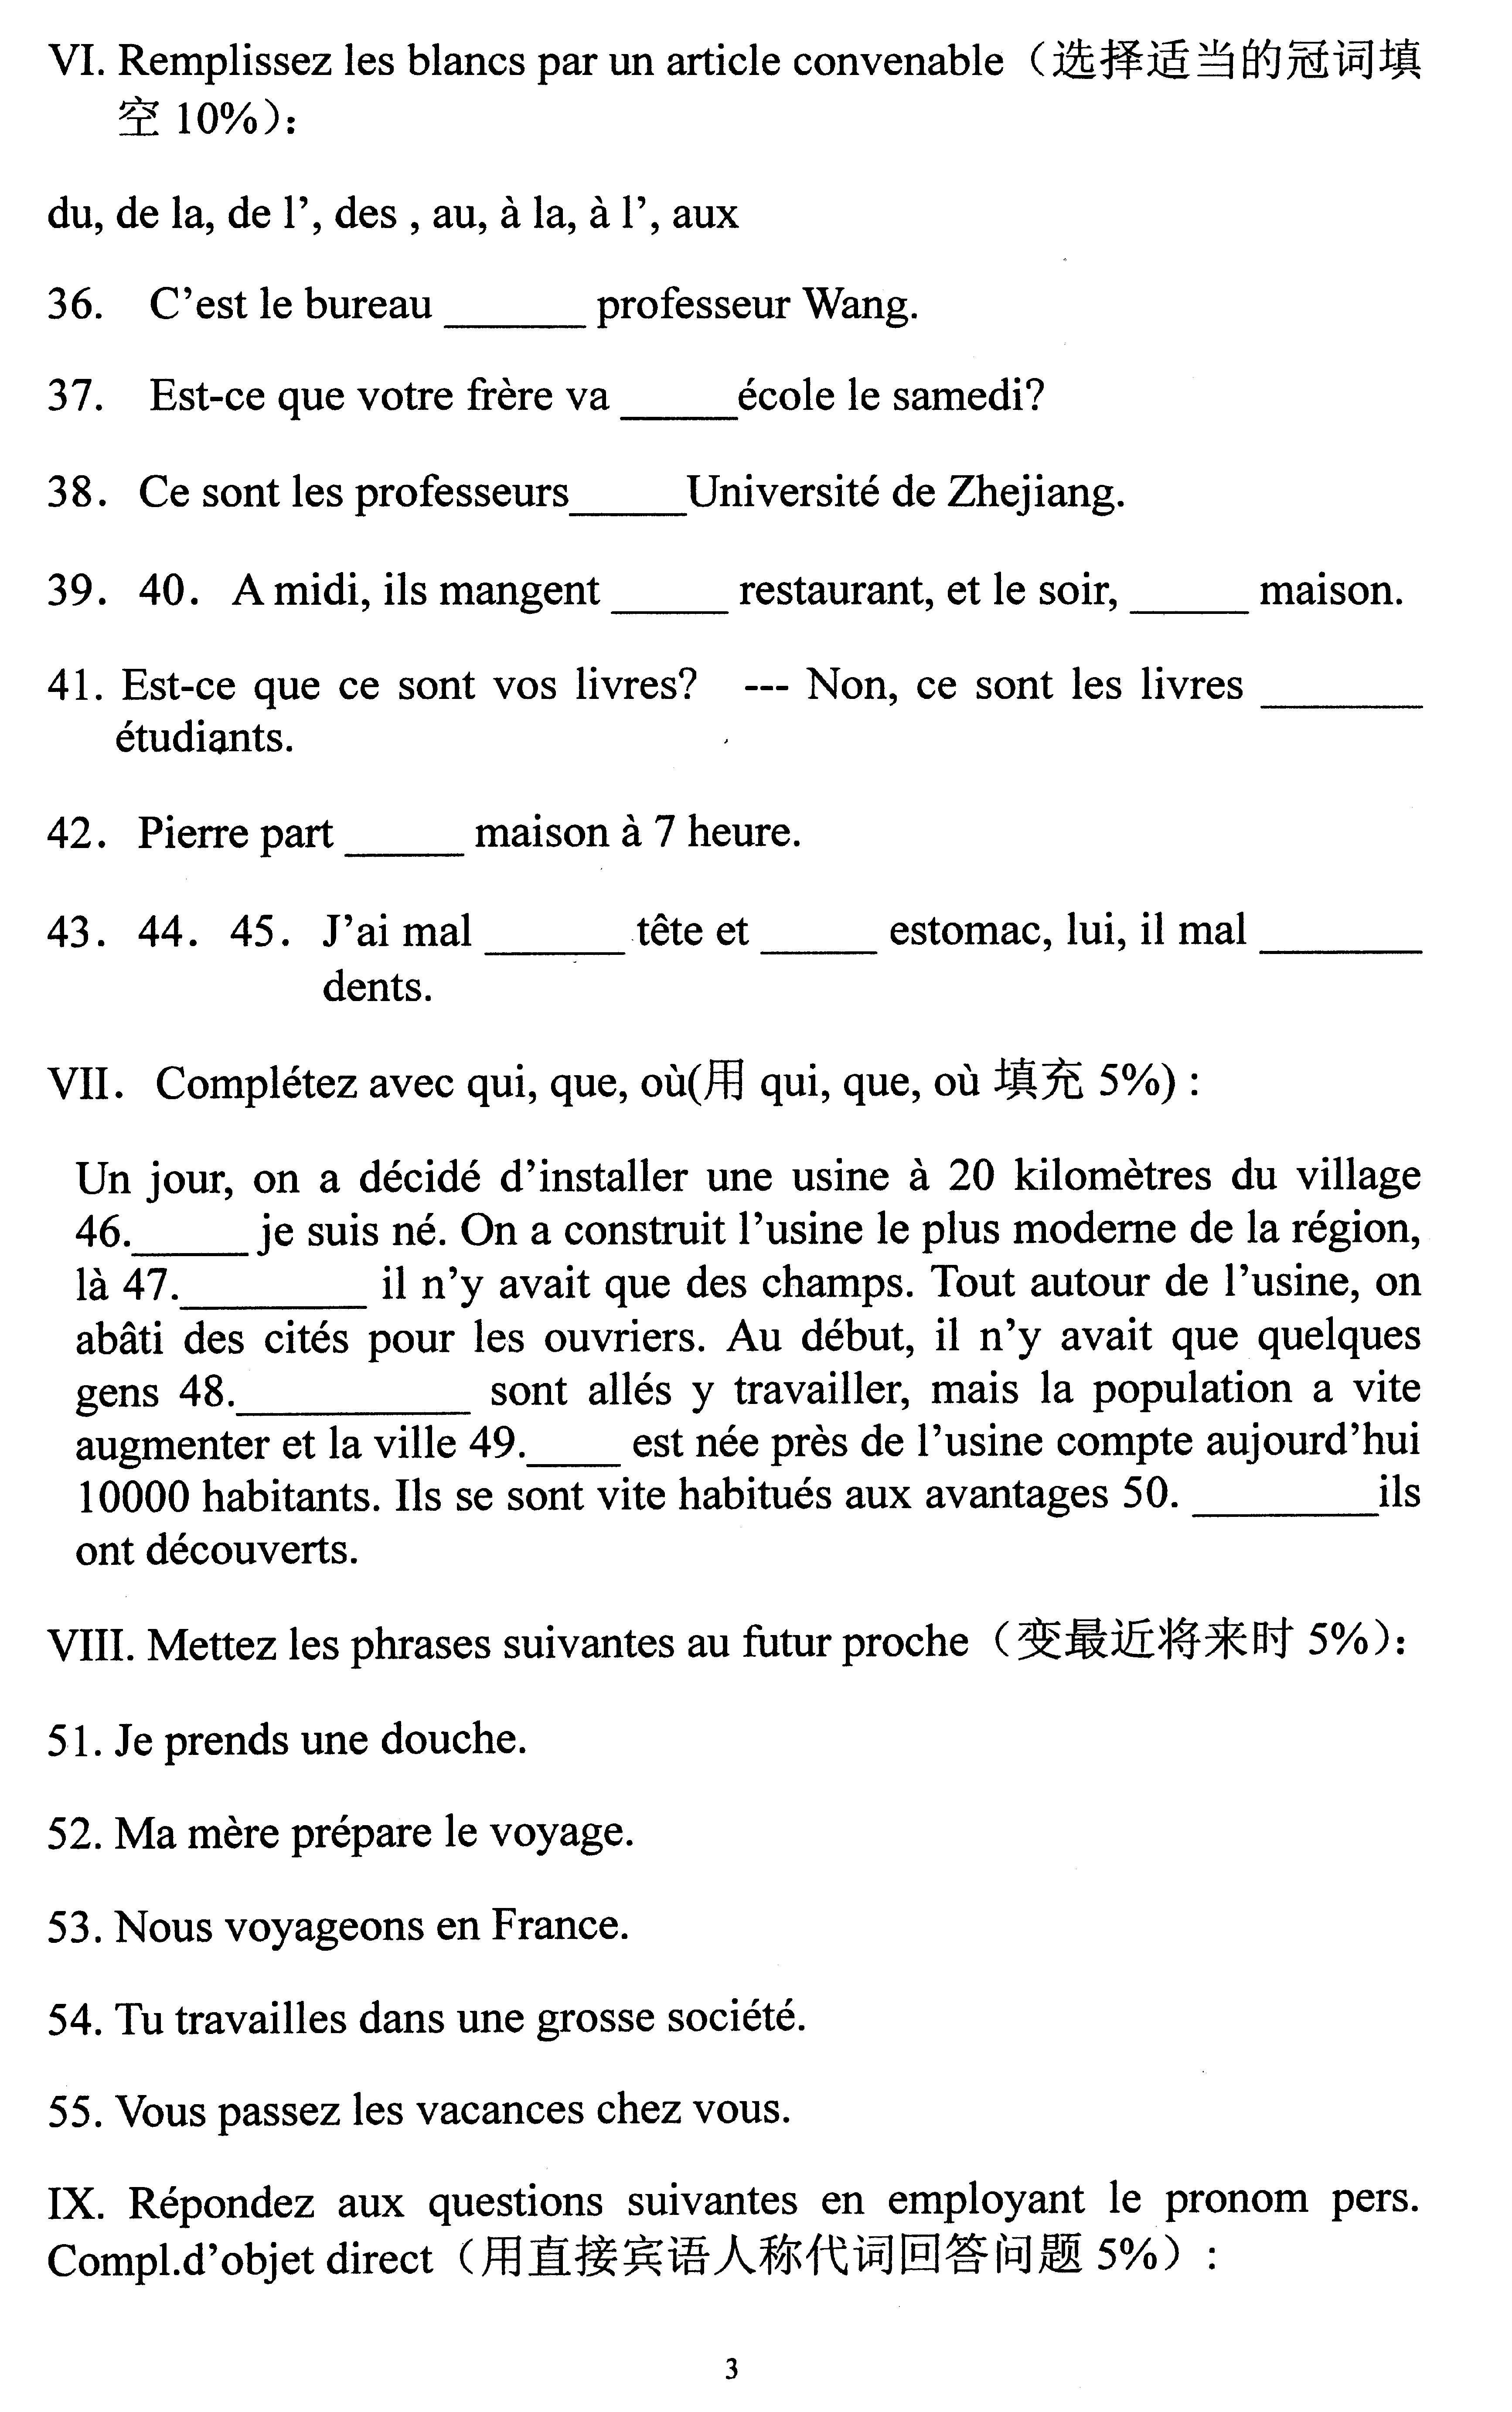 VI. Remplissez les blancs par un article convenable（选择适当的冠词填
空 10%）：
du, de la, de l’, des , au, à la, à l’, aux
36. C’est le bureau ______ professeur Wang.
37. Est-ce que votre frère va _____école le samedi?
38. Ce sont les professeurs_____Université de Zhejiang.
39. 40. A midi, ils mangent _____ restaurant, et le soir, _____ maison.
41. Est-ce que ce sont vos livres? --- Non, ce sont les livres _______
étudiants.
42. Pierre part _____ maison à 7 heure.
43. 44. 45. J’ai mal ______ tête et _____ estomac, lui, il mal _______
dents.
VII. Complétez avec qui, que, où(用 qui, que, où 填充 5%) :
Un jour, on a décidé d’installer une usine à 20 kilomètres du village
46._____ je suis né. On a construit l’usine le plus moderne de la région,
là 47.________ il n’y avait que des champs. Tout autour de l’usine, on
abâti des cités pour les ouvriers. Au début, il n’y avait que quelques
gens 48.__________ sont allés y travailler, mais la population a vite
augmenter et la ville 49.____ est née près de l’usine compte aujourd’hui
10000 habitants. Ils se sont vite habitués aux avantages 50. ________ils
ont découverts.
VIII. Mettez les phrases suivantes au futur proche（变最近将来时 5%）：
51. Je prends une douche.
52. Ma mère prépare le voyage.
53. Nous voyageons en France.
54. Tu travailles dans une grosse société.
55. Vous passez les vacances chez vous.
IX. Répondez aux questions suivantes en employant le pronom pers.
Compl.d’objet direct（用直接宾语人称代词回答问题 5%）:
3